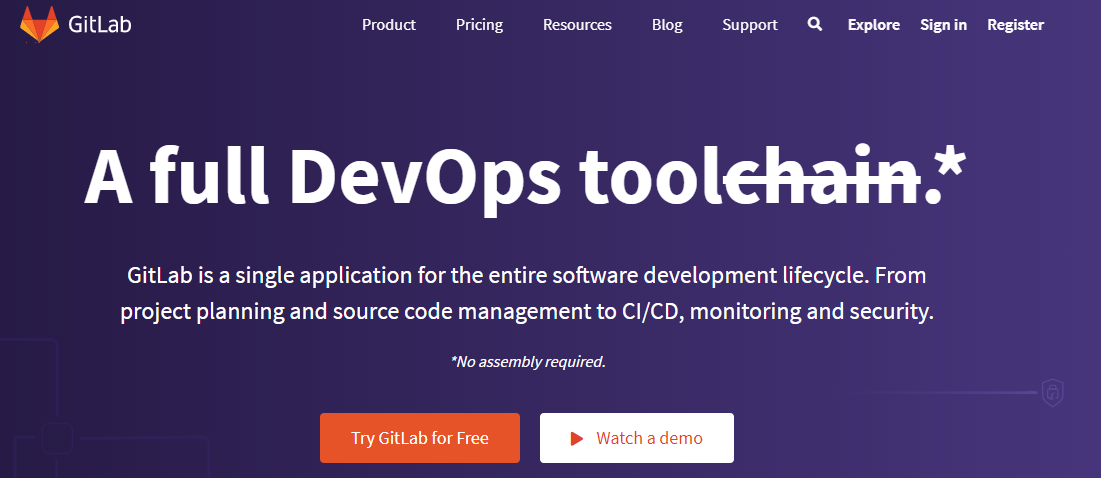 GitLab
Product Pricing Resources Blog Support Explore Sign in Register
A full DevOps toolchain.*
GitLab is a single application for the entire software development lifecycle. From
project planning and source code management to CI/CD, monitoring and security.
*No assembly required.
Try GitLab for Free
Watch a demo